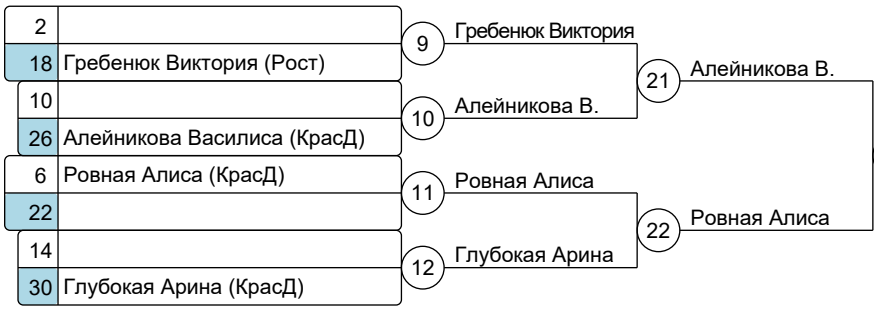 2
18 Гребенюк Виктория (Рост)
10
26 Алейникова Василиса (КрасД)
6 Ровная Алиса (КрасД)
22
14
30 Глубокая Арина (КрасД)
9 Гребенюк Виктория
10 Алейникова В.
11 Ровная Алиса
12 Глубокая Арина
21 Алейникова В.
22 Ровная Алиса